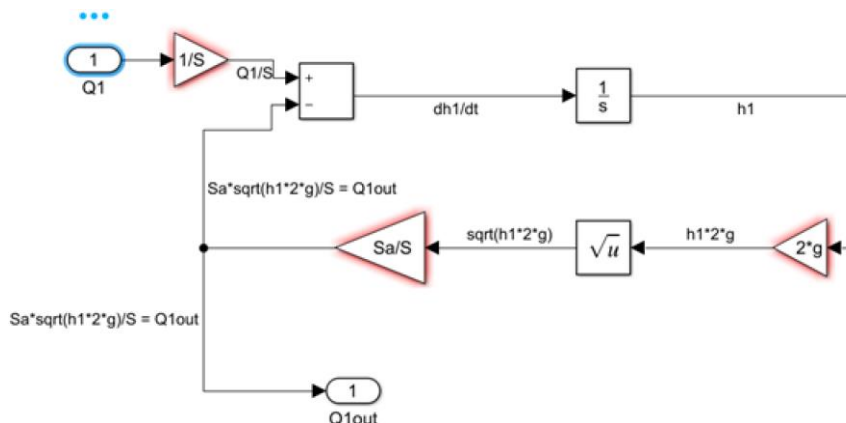 1
Q1
1/S
Q1/S
+
−
dh1/dt
1
s
h1
Sa*sqrt(h1*2*g)/S = Q1out
Sa/S
sqrt(h1*2*g)
√u
h1*2*g
2*g
Sa*sqrt(h1*2*g)/S = Q1out
1
Q1out